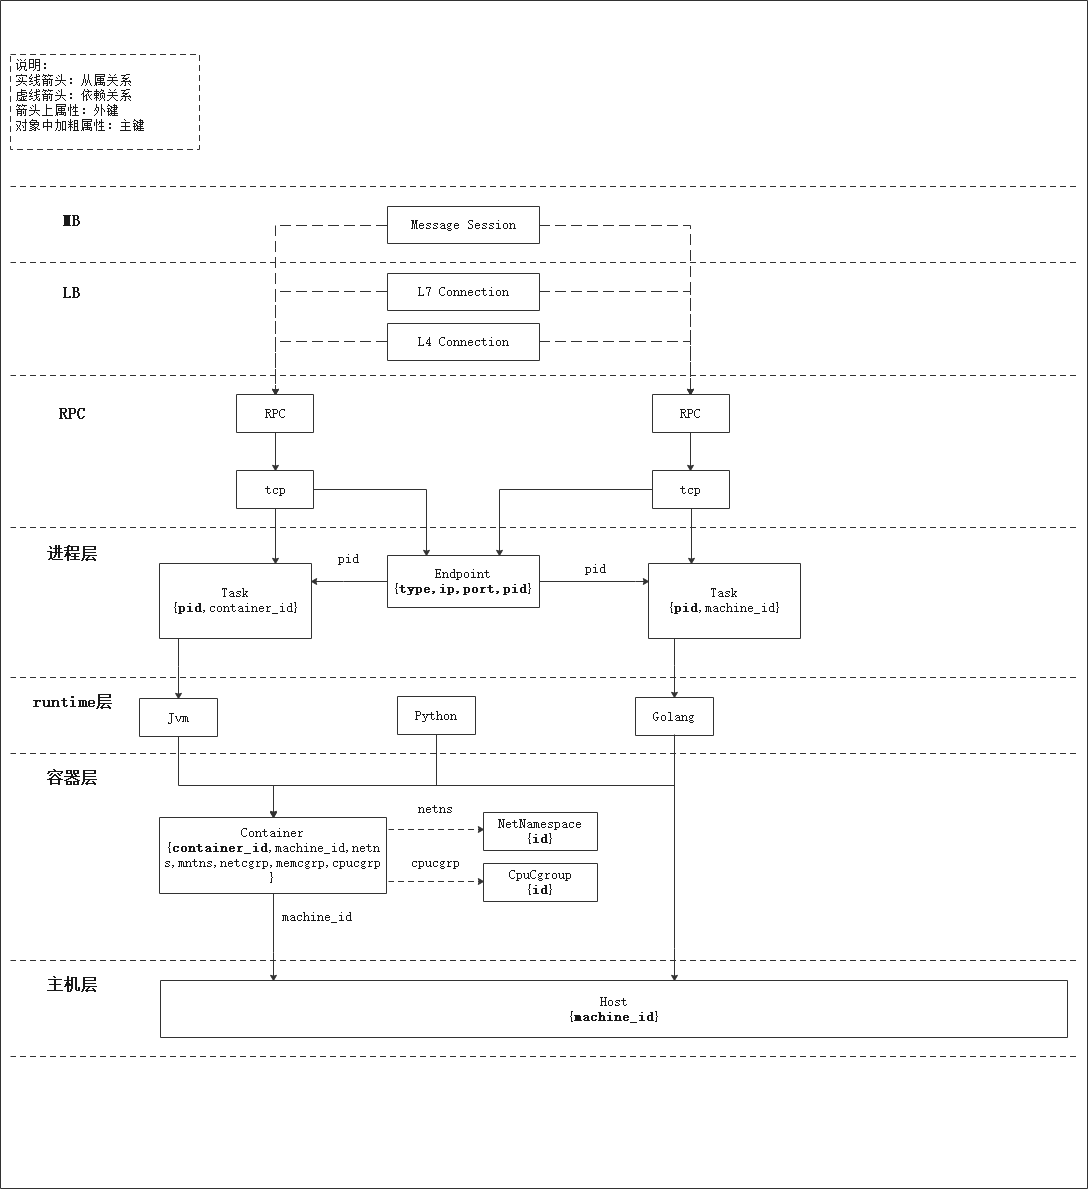 说明：
实线箭头：从属关系
虚线箭头：依赖关系
箭头上属性：外键
对象中加粗属性：主键
MB
Message Session
LB
L7 Connection
L4 Connection
RPC
RPC
RPC
tcp
tcp
进程层
pid
pid
Endpoint
{type,ip,port,pid}
Task
{pid,container_id}
Task
{pid,machine_id}
runtime层
Jvm
Python
Golang
容器层
netns
NetNamespace
{id}
Container
{container_id,machine_id,netn
s,mntns,netcgrp,memcgrp,cpucgrp
}
cpucgrp
CpuCgroup
{id}
machine_id
主机层
Host
{machine_id}